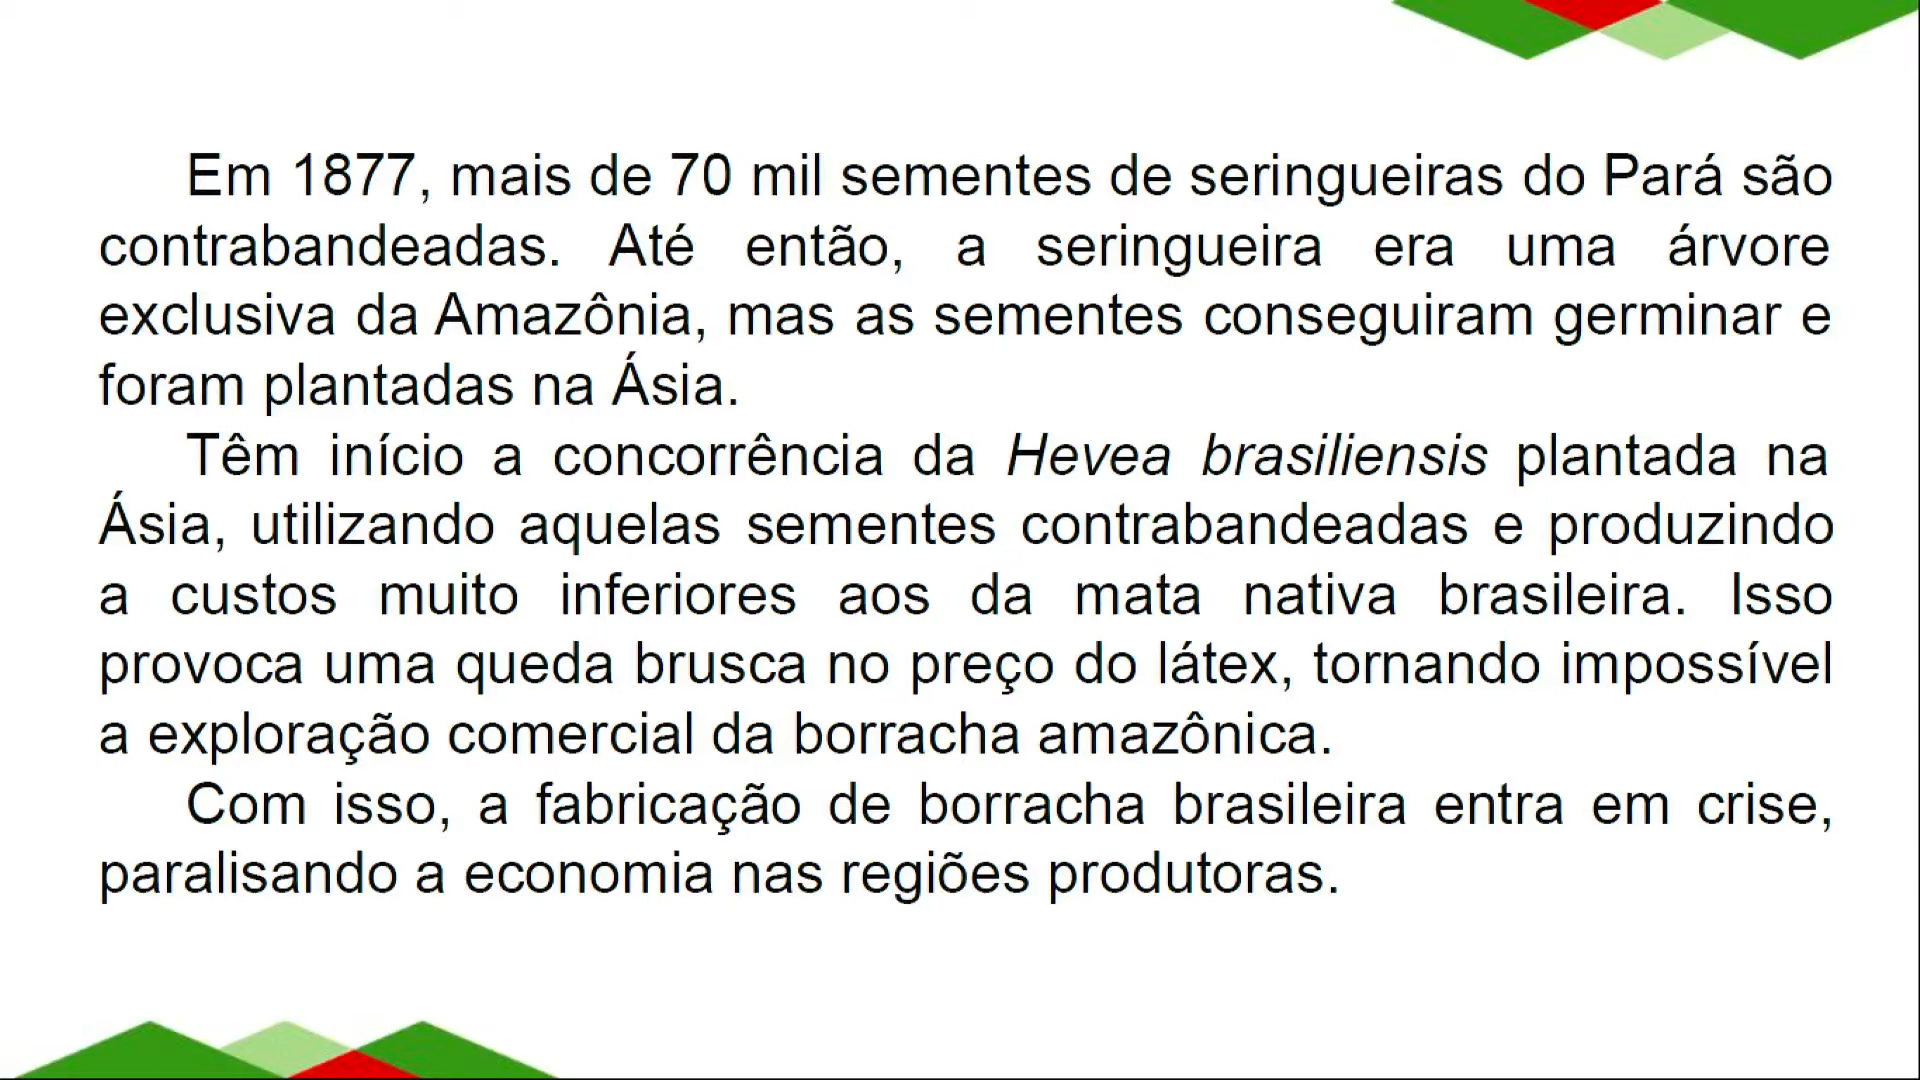 Em 1877, mais de 70 mil sementes de seringueiras do Pará são
contrabandeadas. Até então, a seringueira era uma árvore
exclusiva da Amazônia, mas as sementes conseguiram germinar e
foram plantadas na Ásia.
Têm início a concorrência da Hevea brasiliensis plantada na
Ásia, utilizando aquelas sementes contrabandeadas e produzindo
a custos muito inferiores aos da mata nativa brasileira. Isso
provoca uma queda brusca no preço do látex, tornando impossível
a exploração comercial da borracha amazônica.
Com isso, a fabricação de borracha brasileira entra em crise,
paralisando a economia nas regiões produtoras.